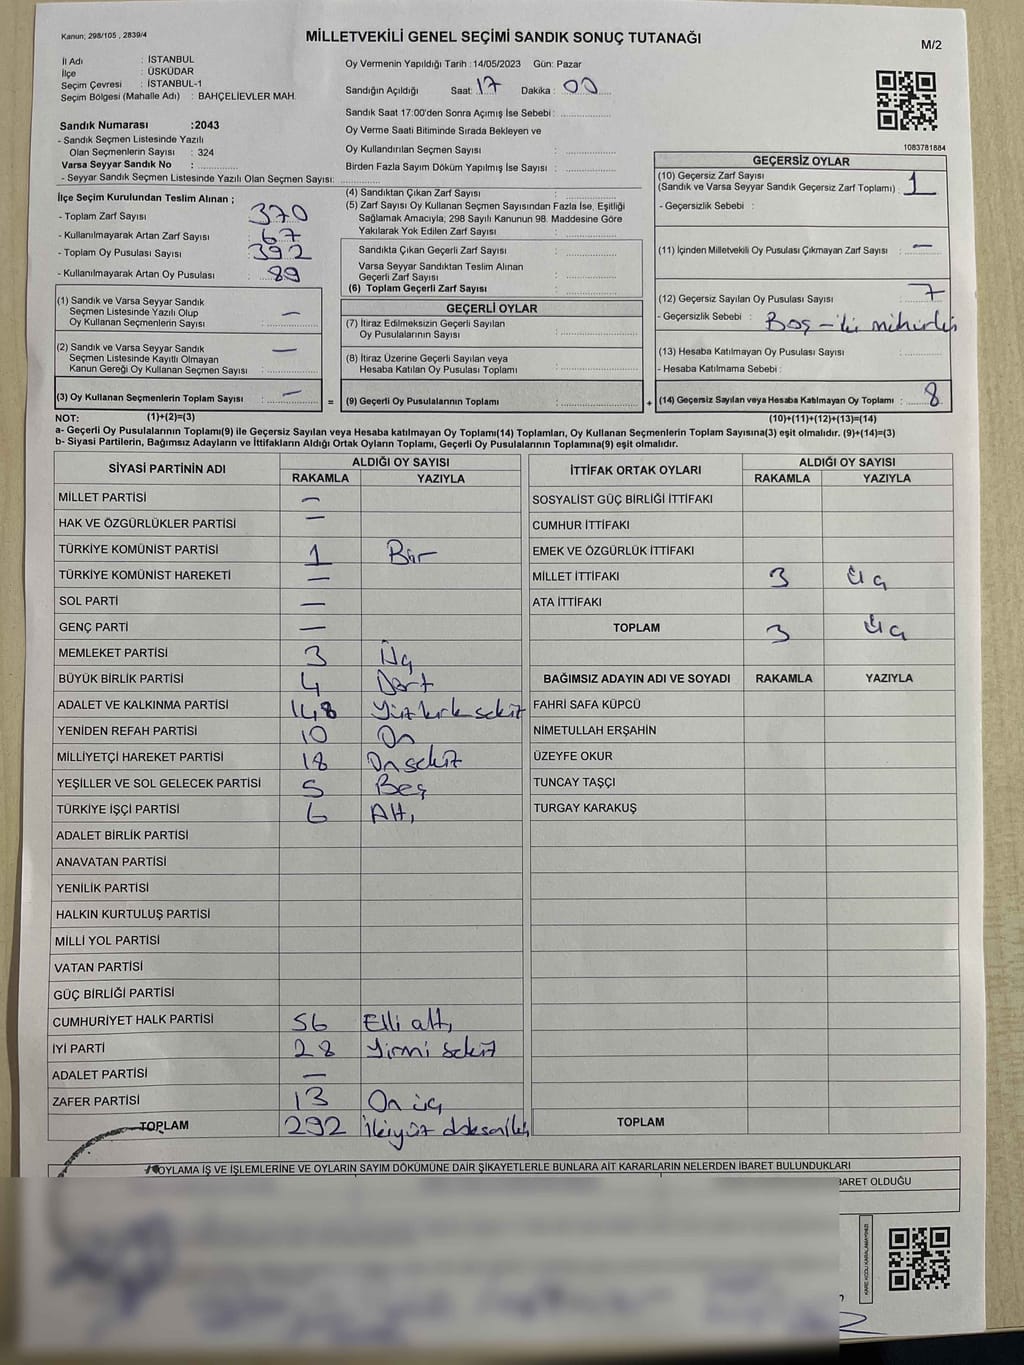 Kanun; 298/105 , 2839/4
MİLLETVEKİLİ GENEL SEÇİMİ SANDIK SONUÇ TUTANAĞI
M/2
İl Adı : İSTANBUL
İlçe : ÜSKÜDAR
Seçim Çevresi : İSTANBUL-1
Seçim Bölgesi (Mahalle Adı) : BAHÇELİEVLER MAH.
Sandık Numarası :2043
- Sandık Seçmen Listesinde Yazılı
Olan Seçmenlerin Sayısı : 324
Varsa Seyyar Sandık No :
- Seyyar Sandık Seçmen Listesinde Yazılı Olan Seçmen Sayısı:
Oy Vermenin Yapıldığı Tarih :14/05/2023 Gün: Pazar
Sandığın Açıldığı Saat: 17 Dakika : 00
Sandık Saat 17:00'den Sonra Açımış İse Sebebi :
Oy Verme Saati Bitiminde Sırada Bekleyen ve
Oy Kullandırılan Seçmen Sayısı :
Birden Fazla Sayım Döküm Yapılmış İse Sayısı :
1083781884
İlçe Seçim Kurulundan Teslim Alınan ;
- Toplam Zarf Sayısı : 370
- Kullanılmayarak Artan Zarf Sayısı : 67
- Toplam Oy Pusulası Sayısı : 392
- Kullanılmayarak Artan Oy Pusulası : 89
(1) Sandık ve Varsa Seyyar Sandık
Seçmen Listesinde Yazılı Olup
Oy Kullanan Seçmenlerin Sayısı : —
(2) Sandık ve Varsa Seyyar Sandık
Seçmen Listesinde Kayıtlı Olmayan
Kanun Gereği Oy Kullanan Seçmen Sayısı : —
(3) Oy Kullanan Seçmenlerin Toplam Sayısı : —
(4) Sandıktan Çıkan Zarf Sayısı :
(5) Zarf Sayısı Oy Kullanan Seçmen Sayısından Fazla İse, Eşitliği
Sağlamak Amacıyla; 298 Sayılı Kanunun 98. Maddesine Göre
Yakılarak Yok Edilen Zarf Sayısı :
Sandıkta Çıkan Geçerli Zarf Sayısı :
Varsa Seyyar Sandıktan Teslim Alınan
Geçerli Zarf Sayısı :
(6) Toplam Geçerli Zarf Sayısı :
GEÇERLİ OYLAR
(7) İtiraz Edilmeksizin Geçerli Sayılan
Oy Pusulalarının Sayısı :
(8) İtiraz Üzerine Geçerli Sayılan veya
Hesaba Katılan Oy Pusulası Toplamı :
= (9) Geçerli Oy Pusulalarının Toplamı :
GEÇERSİZ OYLAR
(10) Geçersiz Zarf Sayısı
(Sandık ve Varsa Seyyar Sandık Geçersiz Zarf Toplamı) : 1
- Geçersizlik Sebebi :
(11) İçinden Milletvekili Oy Pusulası Çıkmayan Zarf Sayısı : —
(12) Geçersiz Sayılan Oy Pusulası Sayısı : 7
- Geçersizlik Sebebi : Boş - iki mühürlü
(13) Hesaba Katılmayan Oy Pusulası Sayısı :
- Hesaba Katılmama Sebebi :
+ (14) Geçersiz Sayılan veya Hesaba Katılmayan Oy Toplamı : 8
NOT: (1)+(2)=(3)
(10)+(11)+(12)+(13)=(14)
a- Geçerli Oy Pusulalarının Toplamı(9) ile Geçersiz Sayılan veya Hesaba katılmayan Oy Toplamı(14) Toplamları, Oy Kullanan Seçmenlerin Toplam Sayısına(3) eşit olmalıdır. (9)+(14)=(3)
b- Siyasi Partilerin, Bağımsız Adayların ve İttifakların Aldığı Ortak Oyların Toplamı, Geçerli Oy Pusulalarının Toplamına(9) eşit olmalıdır.
SİYASİ PARTİNİN ADI ALDIĞI OY SAYISI
RAKAMLA YAZIYLA
MİLLET PARTİSİ —
HAK VE ÖZGÜRLÜKLER PARTİSİ —
TÜRKİYE KOMÜNİST PARTİSİ 1 Bir
TÜRKİYE KOMÜNİST HAREKETİ —
SOL PARTİ —
GENÇ PARTİ —
MEMLEKET PARTİSİ 3 Üç
BÜYÜK BİRLİK PARTİSİ 4 Dört
ADALET VE KALKINMA PARTİSİ 148 Yüzkırksekiz
YENİDEN REFAH PARTİSİ 10 On
MİLLİYETÇİ HAREKET PARTİSİ 18 Onsekiz
YEŞİLLER VE SOL GELECEK PARTİSİ 5 Beş
TÜRKİYE İŞÇİ PARTİSİ 6 Altı
ADALET BİRLİK PARTİSİ
ANAVATAN PARTİSİ
YENİLİK PARTİSİ
HALKIN KURTULUŞ PARTİSİ
MİLLİ YOL PARTİSİ
VATAN PARTİSİ
GÜÇ BİRLİĞİ PARTİSİ
CUMHURİYET HALK PARTİSİ 56 Elli altı
İYİ PARTİ 28 Yirmi sekiz
ADALET PARTİSİ —
ZAFER PARTİSİ 13 On üç
TOPLAM 292 İkiyüz doksaniki
İTTİFAK ORTAK OYLARI ALDIĞI OY SAYISI
RAKAMLA YAZIYLA
SOSYALİST GÜÇ BİRLİĞİ İTTİFAKI
CUMHUR İTTİFAKI
EMEK VE ÖZGÜRLÜK İTTİFAKI
MİLLET İTTİFAKI 3 Üç
ATA İTTİFAKI
TOPLAM 3 Üç
BAĞIMSIZ ADAYIN ADI VE SOYADI RAKAMLA YAZIYLA
FAHRİ SAFA KÜPCÜ
NİMETULLAH ERŞAHİN
ÜZEYFE OKUR
TUNCAY TAŞÇI
TURGAY KARAKUŞ
TOPLAM
OYLAMA İŞ VE İŞLEMLERİNE VE OYLARIN SAYIM DÖKÜMÜNE DAİR ŞİKAYETLERLE BUNLARA AİT KARARLARIN NELERDEN İBARET BULUNDUKLARI
BARET OLDUĞU